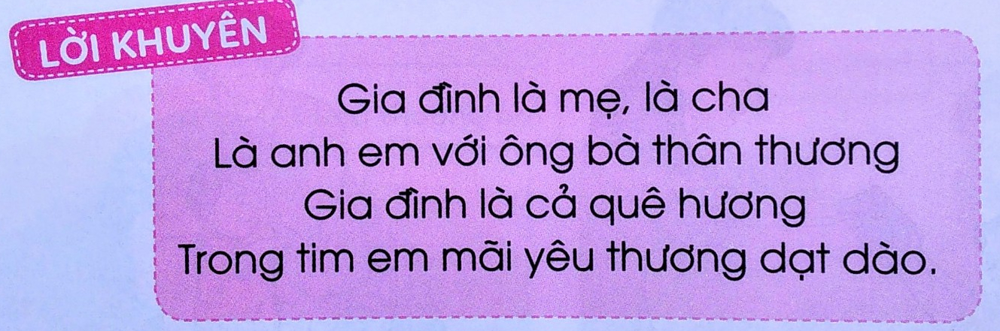 LỜI KHUYÊN
Gia đình là mẹ, là cha
Là anh em với ông bà thân thương
Gia đình là cả quê hương
Trong tim em mãi yêu thương dạt dào.